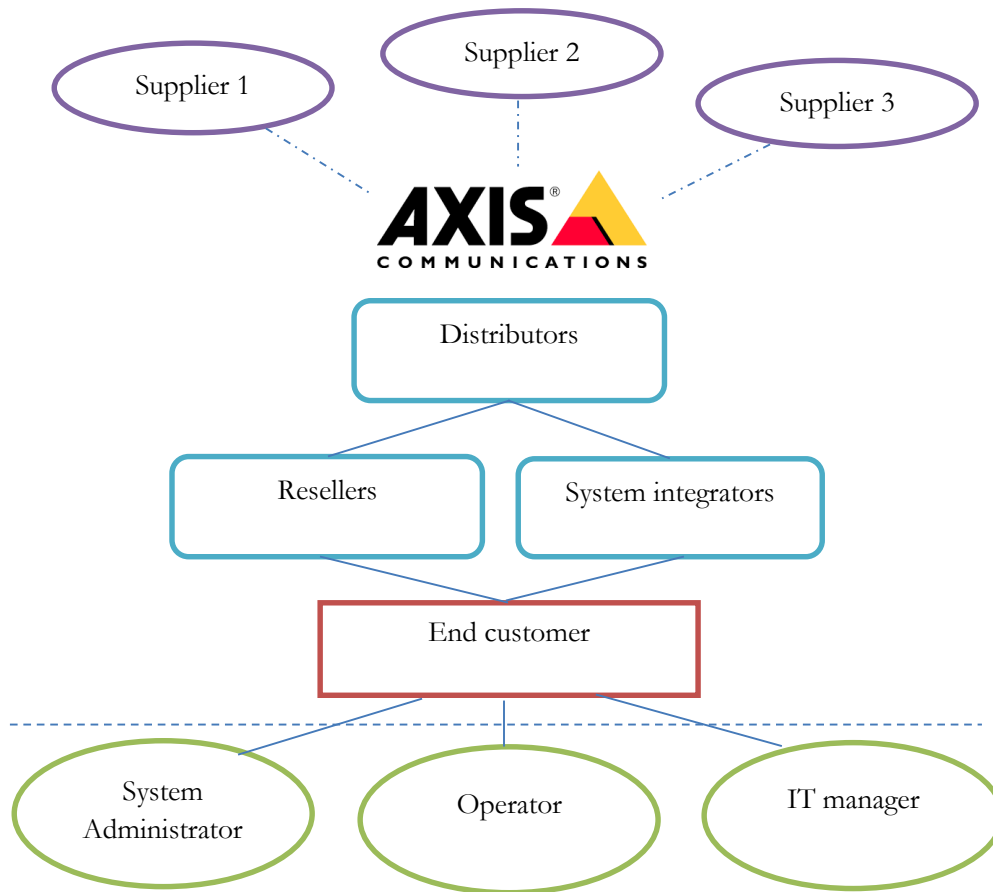 Supplier 1
Supplier 2
Supplier 3
AXIS®
COMMUNICATIONS
Distributors
Resellers
System integrators
End customer
System
Administrator
Operator
IT manager